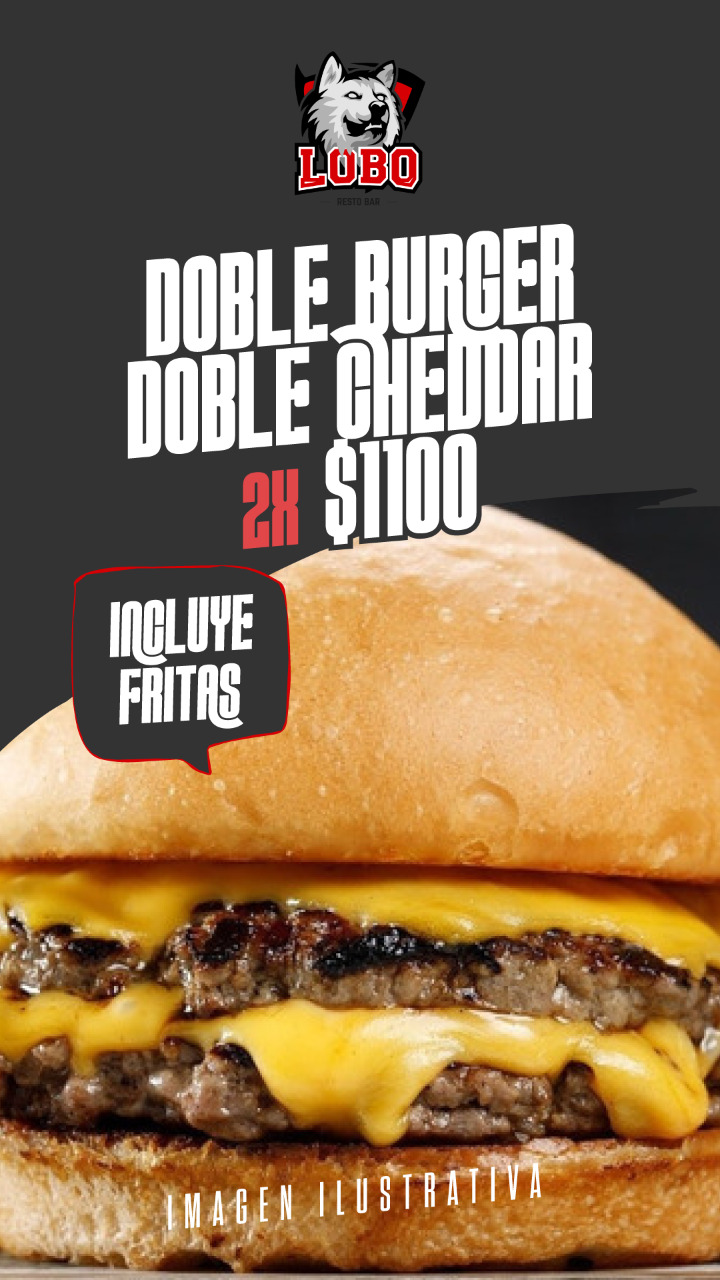 LOBO
RESTO BAR
DOBLE BURGER
DOBLE CHEDDAR
2X $1100
INCLUYE
FRITAS
IMAGEN ILUSTRATIVA